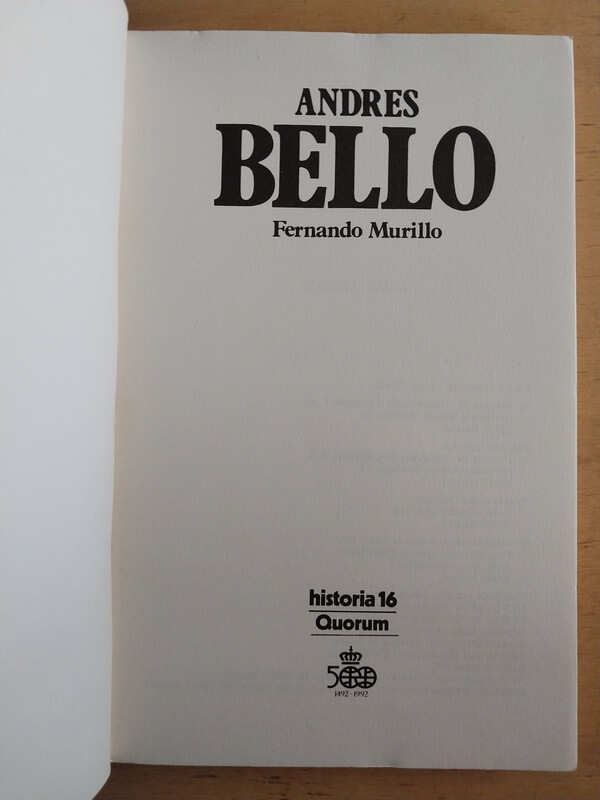 ANDRES
BELLO
Fernando Murillo
historia 16
Quorum
500
1492 - 1992